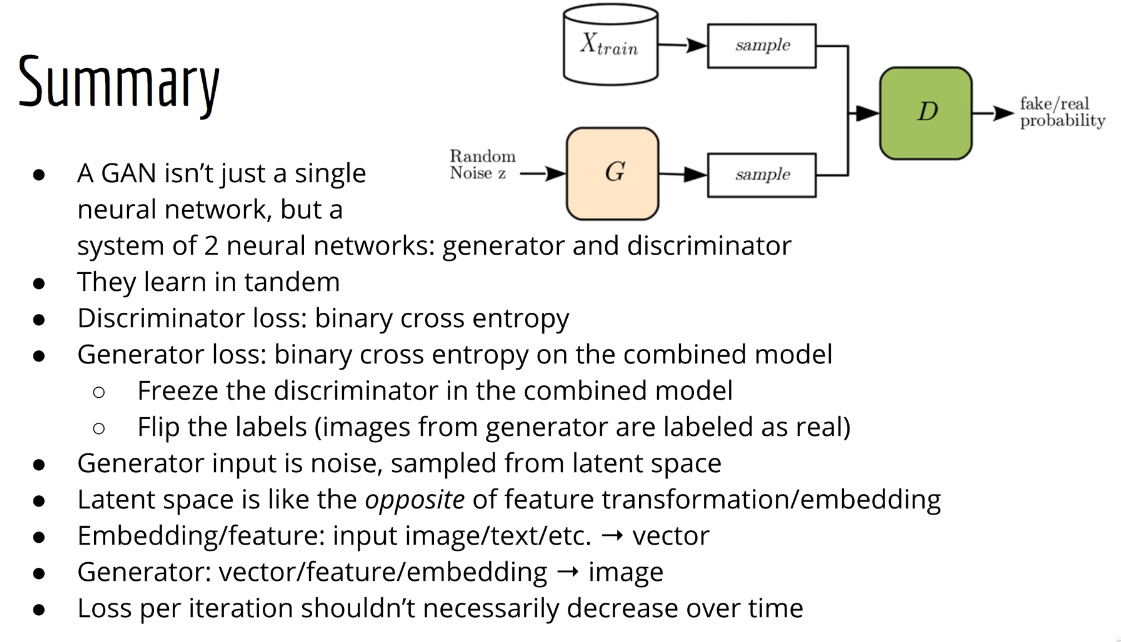 Summary
X_train
sample
Random
Noise z
G
sample
D
fake/real
probability
● A GAN isn’t just a single
neural network, but a
system of 2 neural networks: generator and discriminator
● They learn in tandem
● Discriminator loss: binary cross entropy
● Generator loss: binary cross entropy on the combined model
○ Freeze the discriminator in the combined model
○ Flip the labels (images from generator are labeled as real)
● Generator input is noise, sampled from latent space
● Latent space is like the opposite of feature transformation/embedding
● Embedding/feature: input image/text/etc. → vector
● Generator: vector/feature/embedding → image
● Loss per iteration shouldn’t necessarily decrease over time